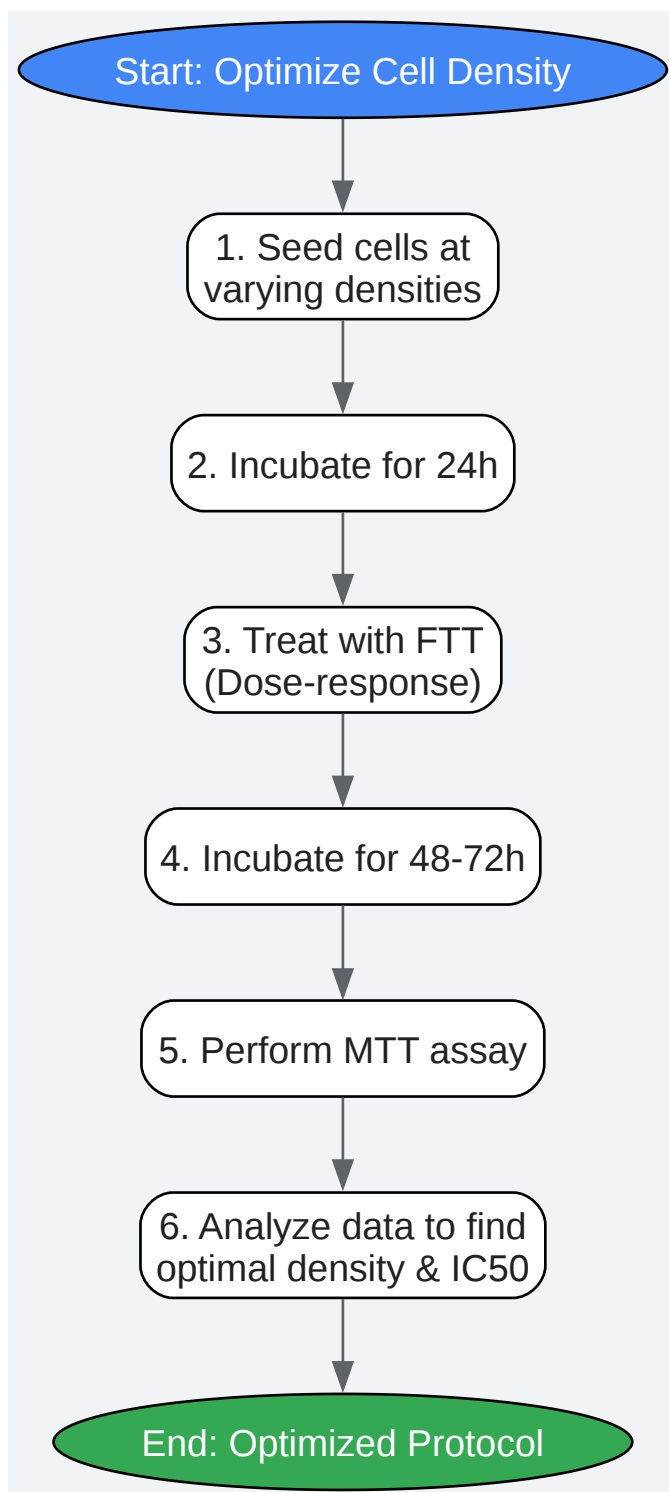 Start: Optimize Cell Density
1. Seed cells at
varying densities
2. Incubate for 24h
3. Treat with FTT
(Dose-response)
4. Incubate for 48-72h
5. Perform MTT assay
6. Analyze data to find
optimal density & IC50
End: Optimized Protocol